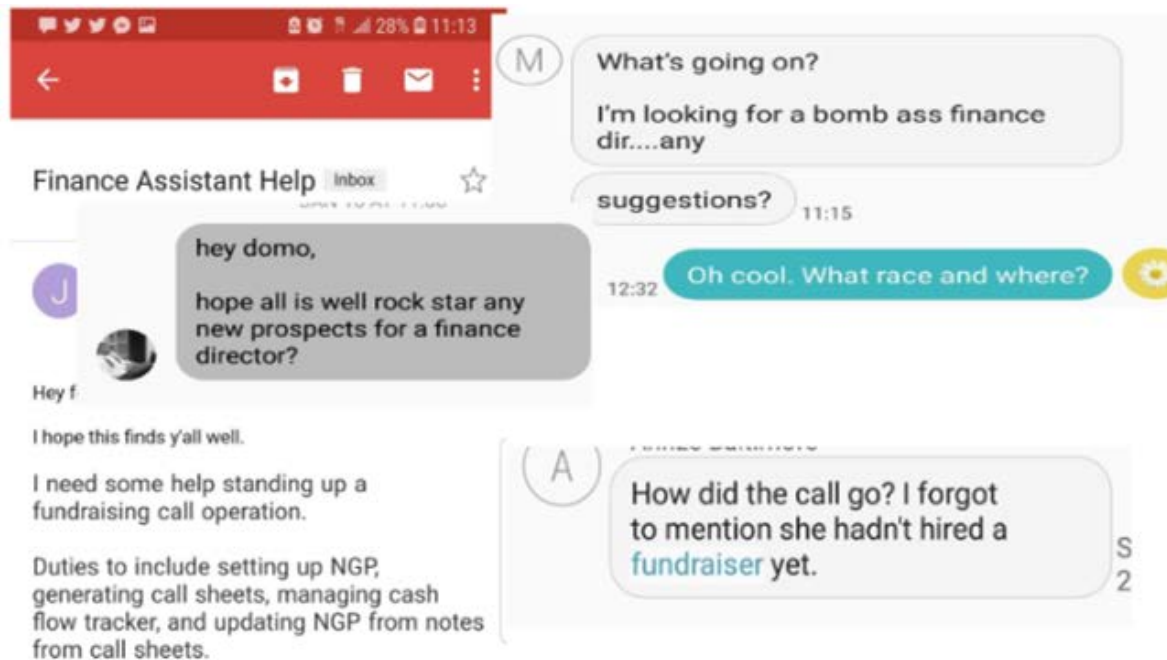 28% 11:13
Finance Assistant Help Inbox
J
hey domo,
hope all is well rock star any
new prospects for a finance
director?
Hey f
I hope this finds y'all well.
I need some help standing up a
fundraising call operation.
Duties to include setting up NGP,
generating call sheets, managing cash
flow tracker, and updating NGP from notes
from call sheets.
M
What's going on?
I'm looking for a bomb ass finance
dir....any
suggestions?
11:15
12:32
Oh cool. What race and where?
A
How did the call go? I forgot
to mention she hadn't hired a
fundraiser yet.
S
2